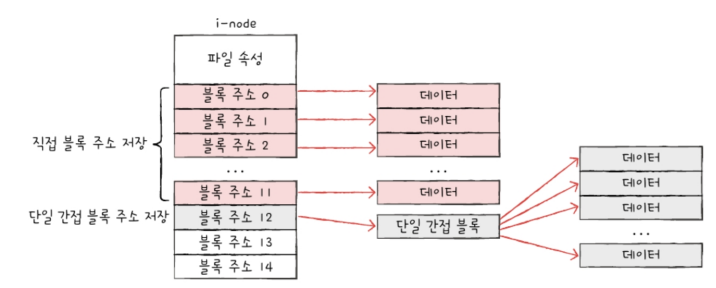 i-node
파일 속성
직접 블록 주소 저장
블록 주소 0
데이터
블록 주소 1
데이터
블록 주소 2
데이터
...
...
블록 주소 11
데이터
단일 간접 블록 주소 저장
블록 주소 12
단일 간접 블록
블록 주소 13
블록 주소 14
데이터
데이터
데이터
...
데이터